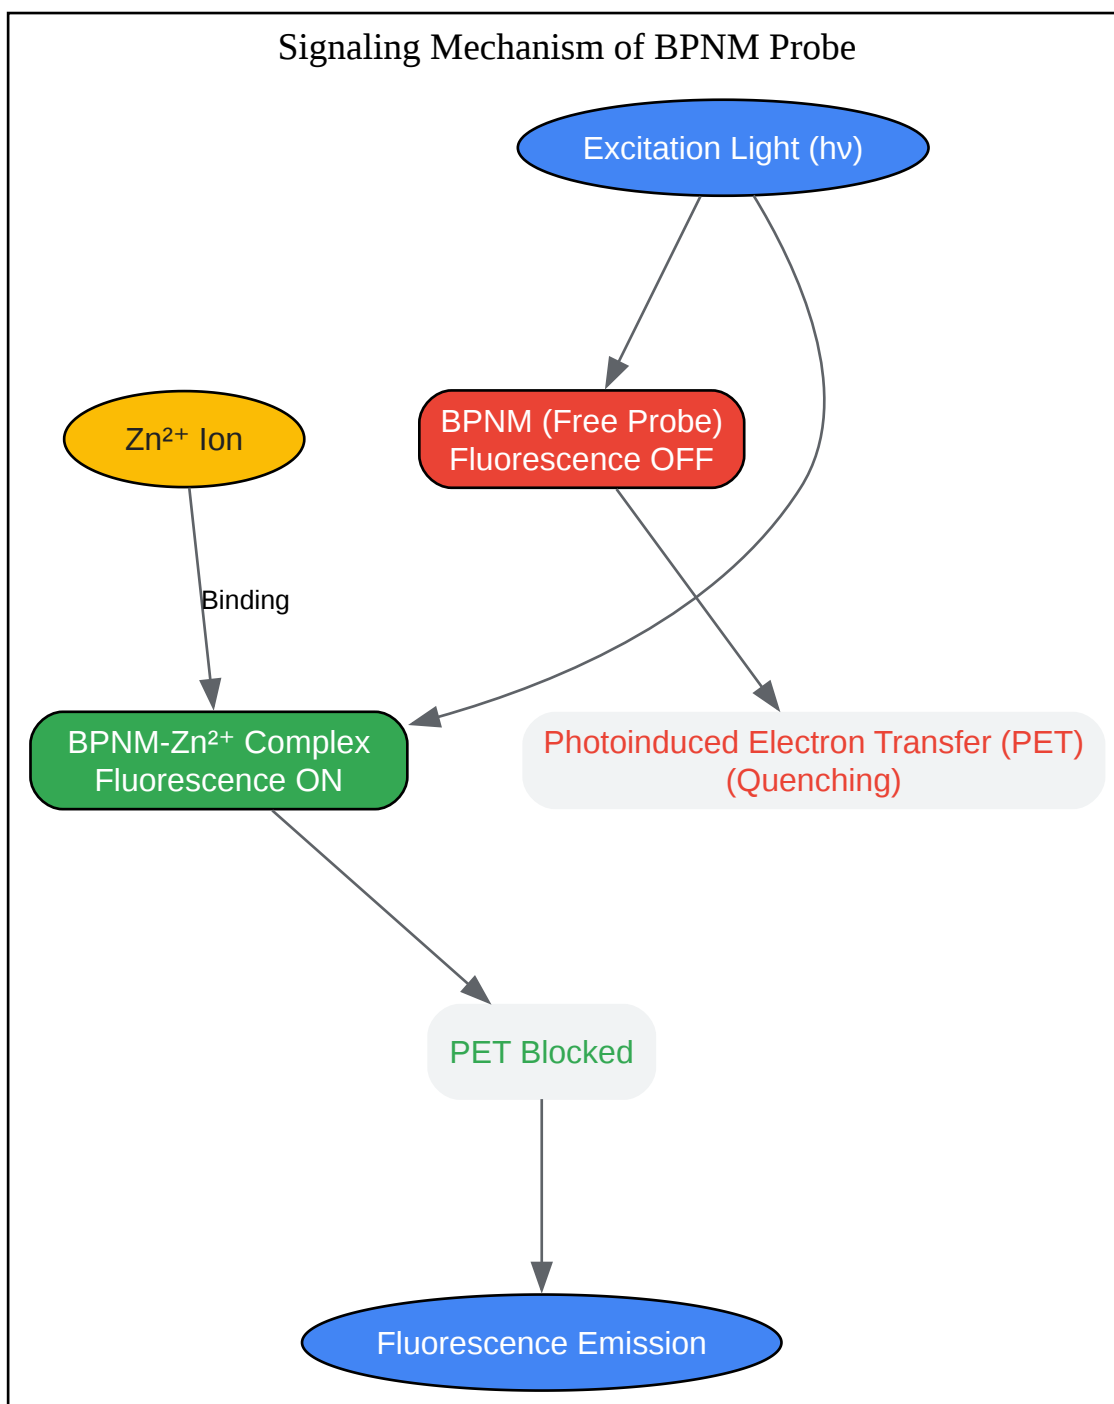 Signaling Mechanism of BPNM Probe
Excitation Light (hν)
Zn²⁺ Ion
BPNM (Free Probe)
Fluorescence OFF
Binding
BPNM-Zn²⁺ Complex
Fluorescence ON
Photoinduced Electron Transfer (PET)
(Quenching)
PET Blocked
Fluorescence Emission